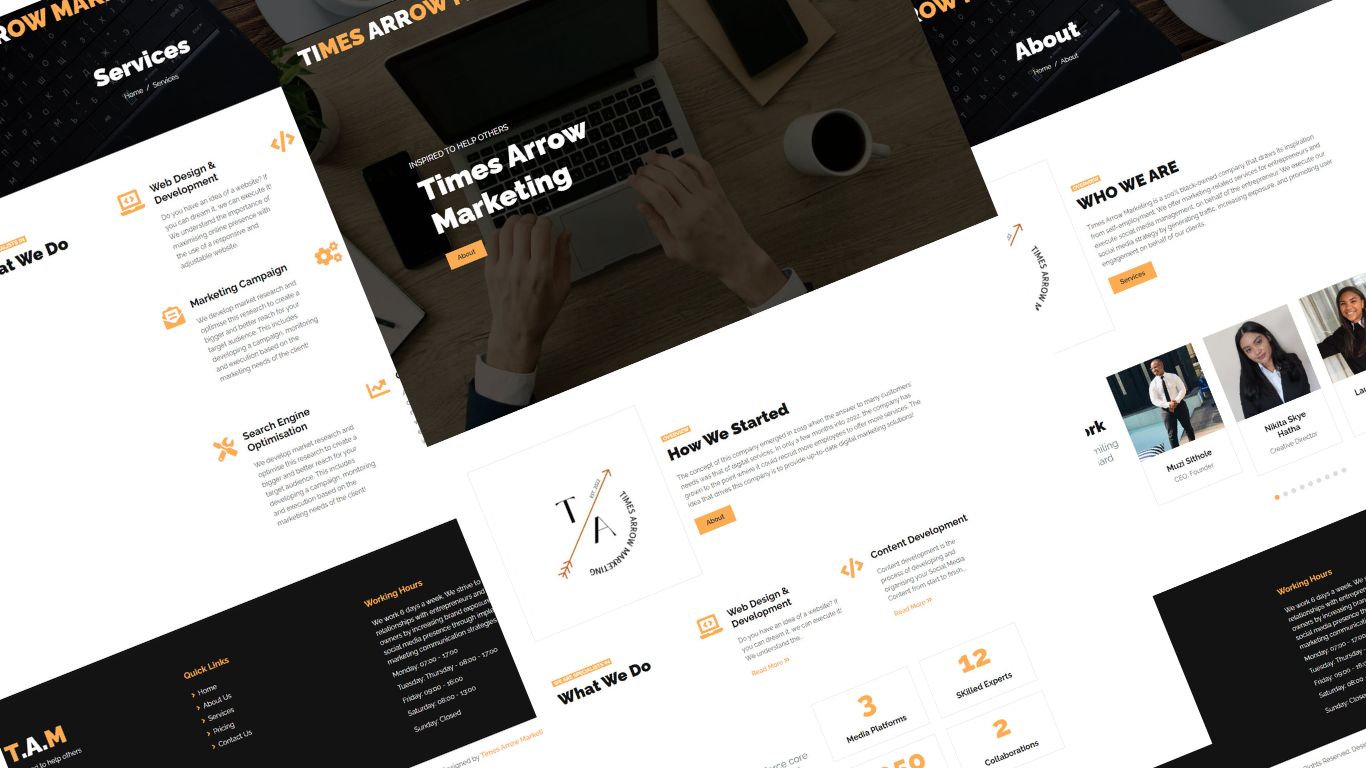 ROW MAR
Services
Home / Services
Web Design &
Development
Do you have an idea of a website? If
you can dream it, we can execute it!
We understand the importance of
maximising online presence with
the use of a responsive and
adjustable website.
at We Do
Marketing Campaign
We develop market research and
optimise this research to create a
bigger and better reach for your
target audience. This includes
developing a campaign, monitoring
and execution based on the
marketing needs of the client!
Search Engine
Optimisation
We develop market research and
optimise this research to create a
bigger and better reach for your
target audience. This includes
developing a campaign, monitoring
and execution based on the
marketing needs of the client!
T.A.M
to help others
Quick Links
Home
About Us
Services
Pricing
Contact Us
Working Hours
We work 6 days a week. We strive to
relationships with entrepreneurs and
owners by increasing brand exposure
social media presence through
marketing communication strategies
Monday: 07:00 - 17:00
Tuesday: Thursday - 08:00 - 17:00
Friday: 09:00 - 16:00
Saturday: 08:00 - 13:00
Sunday: Closed
signed by Times Arrow Marketi
TIMES ARROW
INSPIRED TO HELP OTHERS
Times Arrow
Marketing
About
T A
EST. 2022
TIMES ARROW MARKETING
OVERVIEW
How We Started
The concept of this company emerged in 2019 when the answer to many customers
needs was that of digital services. In only a few months into 2022, the company has
grown to the point where it could recruit more employees to offer more services. The
idea that drives this company is to provide up-to-date digital marketing solutions!
About
WE ARE SPECIALISTS IN
What We Do
Web Design &
Development
Do you have an idea of a website? If
you can dream it, we can execute it!
We understand the...
Read More »
Content Development
Content development is the
process of developing and
organising your Social Media
Content from start to finish...
Read More »
3
Media Platforms
12
SKilled Experts
2
Collaborations
50
rce core
ROW
About
Home / About
TIMES ARROW M
OVERVIEW
WHO WE ARE
Times Arrow Marketing is a 100% black-owned company that draws its inspiration
from self-employment. We offer marketing-related services for entrepreneurs and
execute social media management, on behalf of the entrepreneur. We execute our
social media strategy by generating traffic, increasing exposure, and promoting user
engagement on behalf of our clients.
Services
ork
miling
ard
Muzi Sithole
CEO, Founder
Nikita Skye
Hatha
Creative Director
Lau
Working Hours
We work 6 days a week. We
relationships with entrepren
owners by increasing brand
social media presence
marketing communication
Monday: 07:00 - 17:00
Tuesday: Thursday - 08:00
Friday: 09:00 - 16:00
Saturday: 08:00 - 13:00
Sunday: Closed
Rights Reserved. Desi